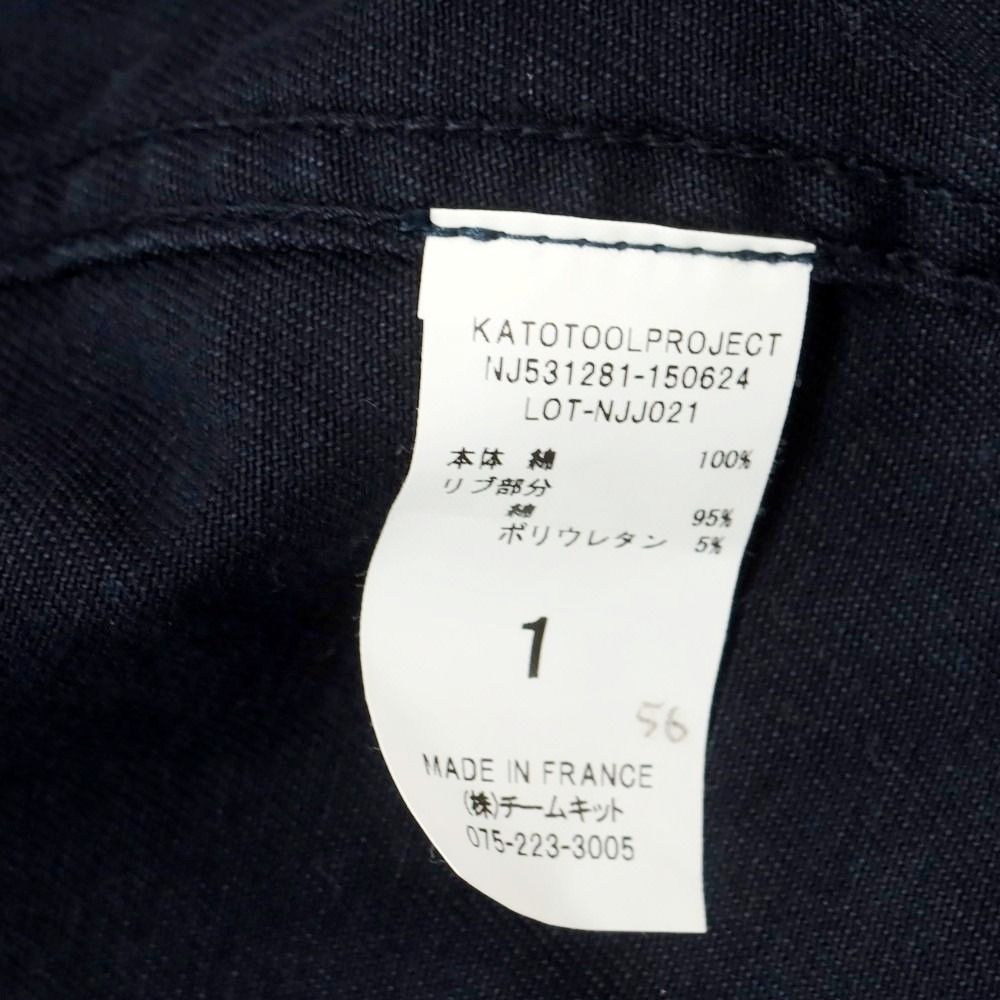 KATOTOOLPROJECT
NJ531281-150624
LOT-NJJ021
本体 綿 100%
リブ部分
綿 95%
ポリウレタン 5%
1
56
MADE IN FRANCE
(株)チームキット
075-223-3005